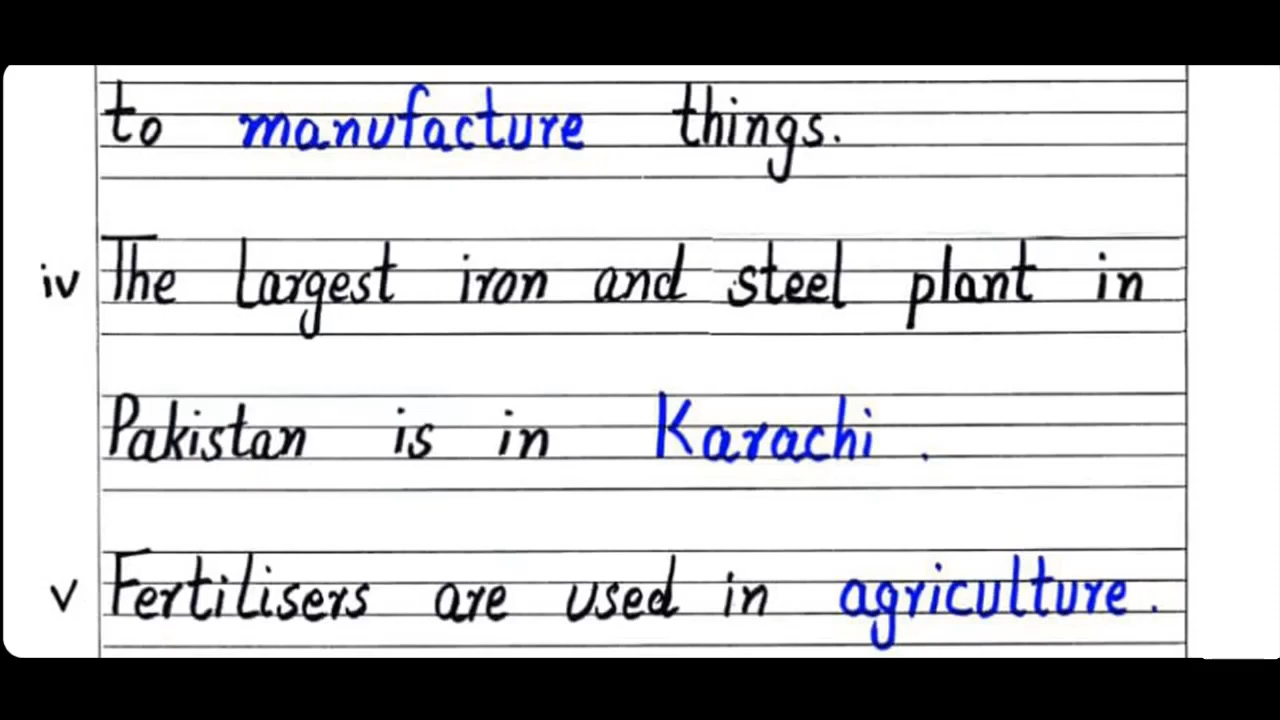 to manufacture things.
iv The largest iron and steel plant in
Pakistan is in Karachi .
v Fertilisers are used in agriculture.